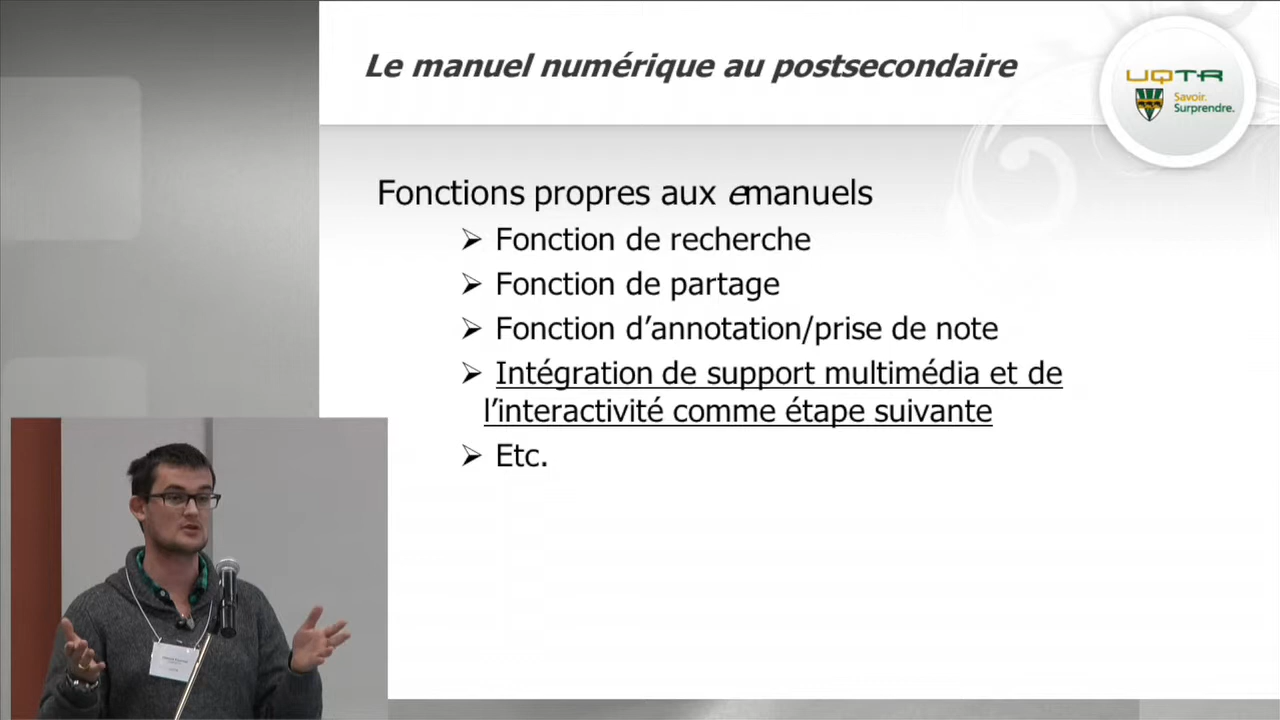 Le manuel numérique au postsecondaire
UQTR
Savoir.
Surprendre.
Fonctions propres aux emanuels
➢ Fonction de recherche
➢ Fonction de partage
➢ Fonction d’annotation/prise de note
➢ Intégration de support multimédia et de
l’interactivité comme étape suivante
➢ Etc.